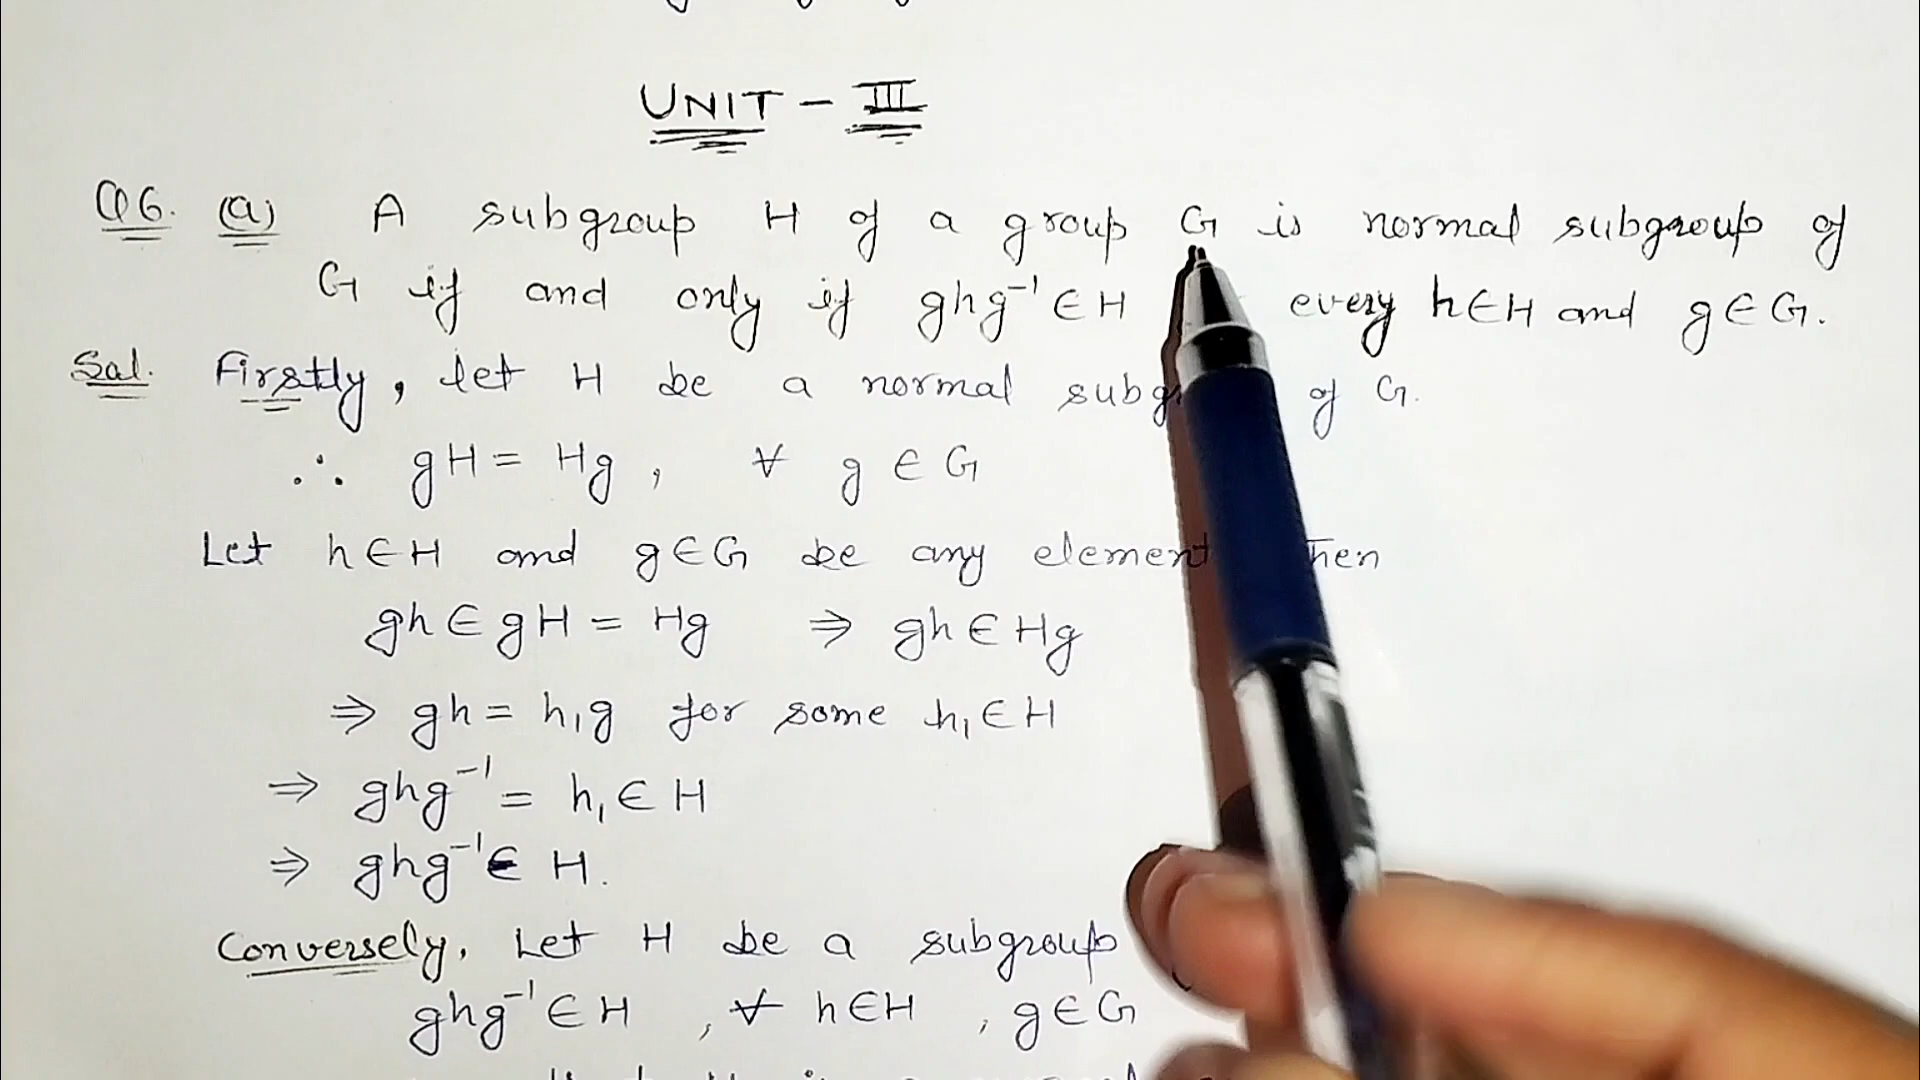 UNIT - III
Q6. (a) A subgroup H of a group G is normal subgroup of
G if and only if ghg⁻¹ ∈ H every h∈H and g∈G.
Sol. Firstly, let H be a normal of G.
∴ gH = Hg, ∀ g ∈ G
Let h∈H and g∈G be any element Then
gh ∈ gH = Hg ⇒ gh ∈ Hg
⇒ gh = h₁g for some h₁∈H
⇒ ghg⁻¹ = h₁ ∈ H
⇒ ghg⁻¹ ∈ H.
Conversely, Let H be a subgroup
ghg⁻¹ ∈ H, ∀ h∈H, g∈G